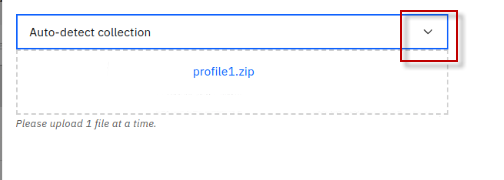 Auto-detect collection
profile1.zip
Please upload 1 file at a time.